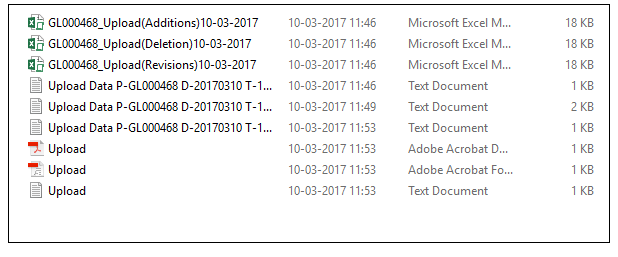 GL000468_Upload(Additions)10-03-2017 10-03-2017 11:46 Microsoft Excel M... 18 KB
GL000468_Upload(Deletion)10-03-2017 10-03-2017 11:46 Microsoft Excel M... 18 KB
GL000468_Upload(Revisions)10-03-2017 10-03-2017 11:46 Microsoft Excel M... 18 KB
Upload Data P-GL000468 D-20170310 T-1... 10-03-2017 11:46 Text Document 1 KB
Upload Data P-GL000468 D-20170310 T-1... 10-03-2017 11:49 Text Document 2 KB
Upload Data P-GL000468 D-20170310 T-1... 10-03-2017 11:53 Text Document 1 KB
Upload 10-03-2017 11:53 Adobe Acrobat D... 1 KB
Upload 10-03-2017 11:53 Adobe Acrobat Fo... 1 KB
Upload 10-03-2017 11:53 Text Document 1 KB